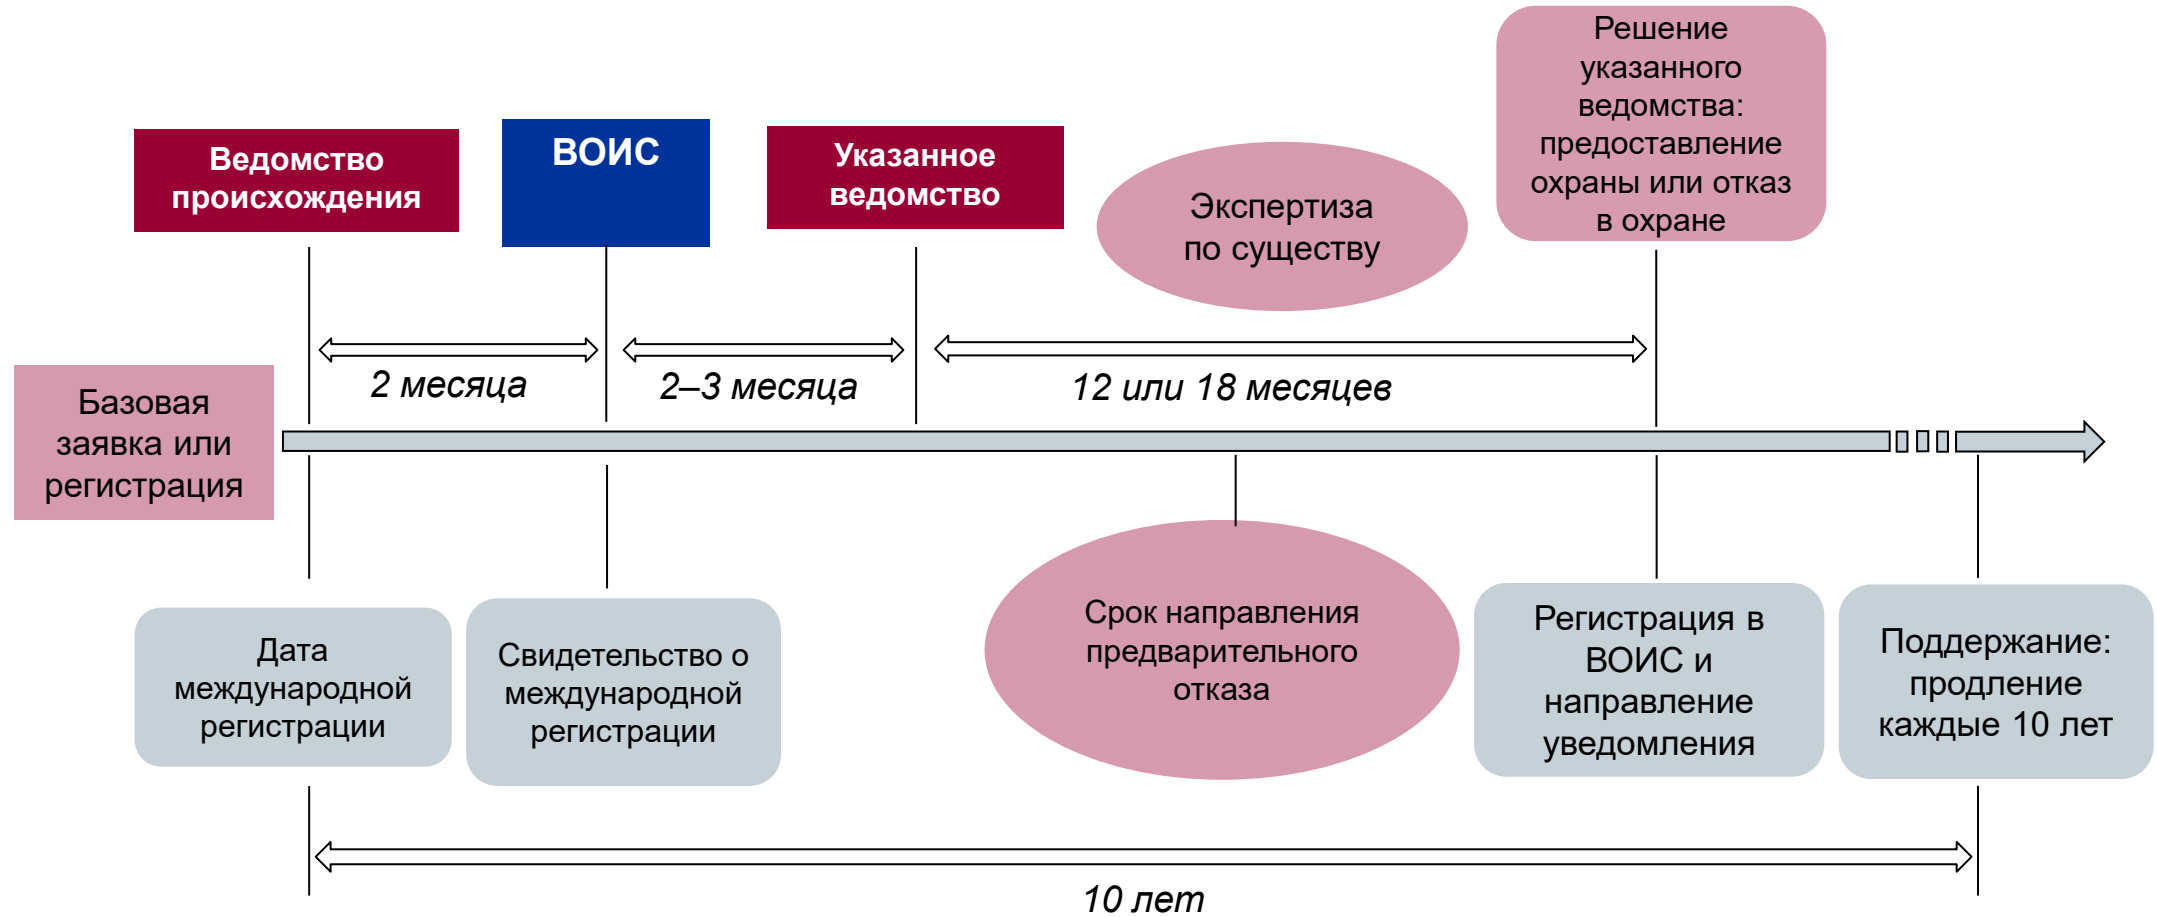 Решение
указанного
ведомства:
предоставление
охраны или отказ
в охране
Ведомство
происхождения
ВОИС
Указанное
ведомство
Экспертиза
по существу
2 месяца
2–3 месяца
12 или 18 месяцев
Базовая
заявка или
регистрация
Дата
международной
регистрации
Свидетельство о
международной
регистрации
Срок направления
предварительного
отказа
Регистрация в
ВОИС и
направление
уведомления
Поддержание:
продление
каждые 10 лет
10 лет